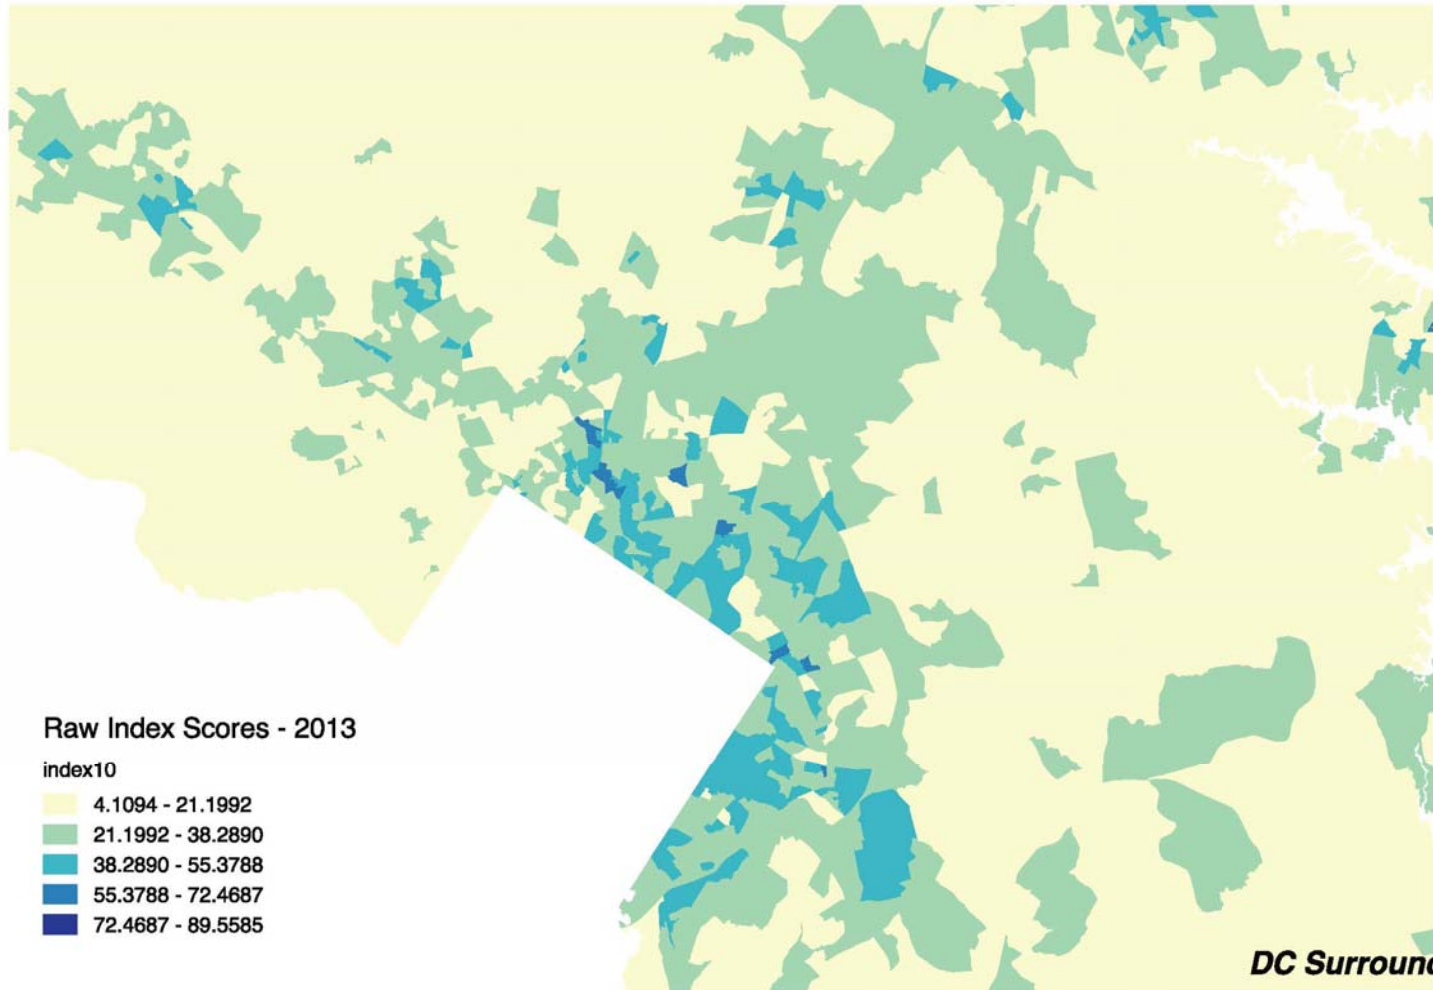 Raw Index Scores - 2013
index10
4.1094 - 21.1992
21.1992 - 38.2890
38.2890 - 55.3788
55.3788 - 72.4687
72.4687 - 89.5585
DC Surround